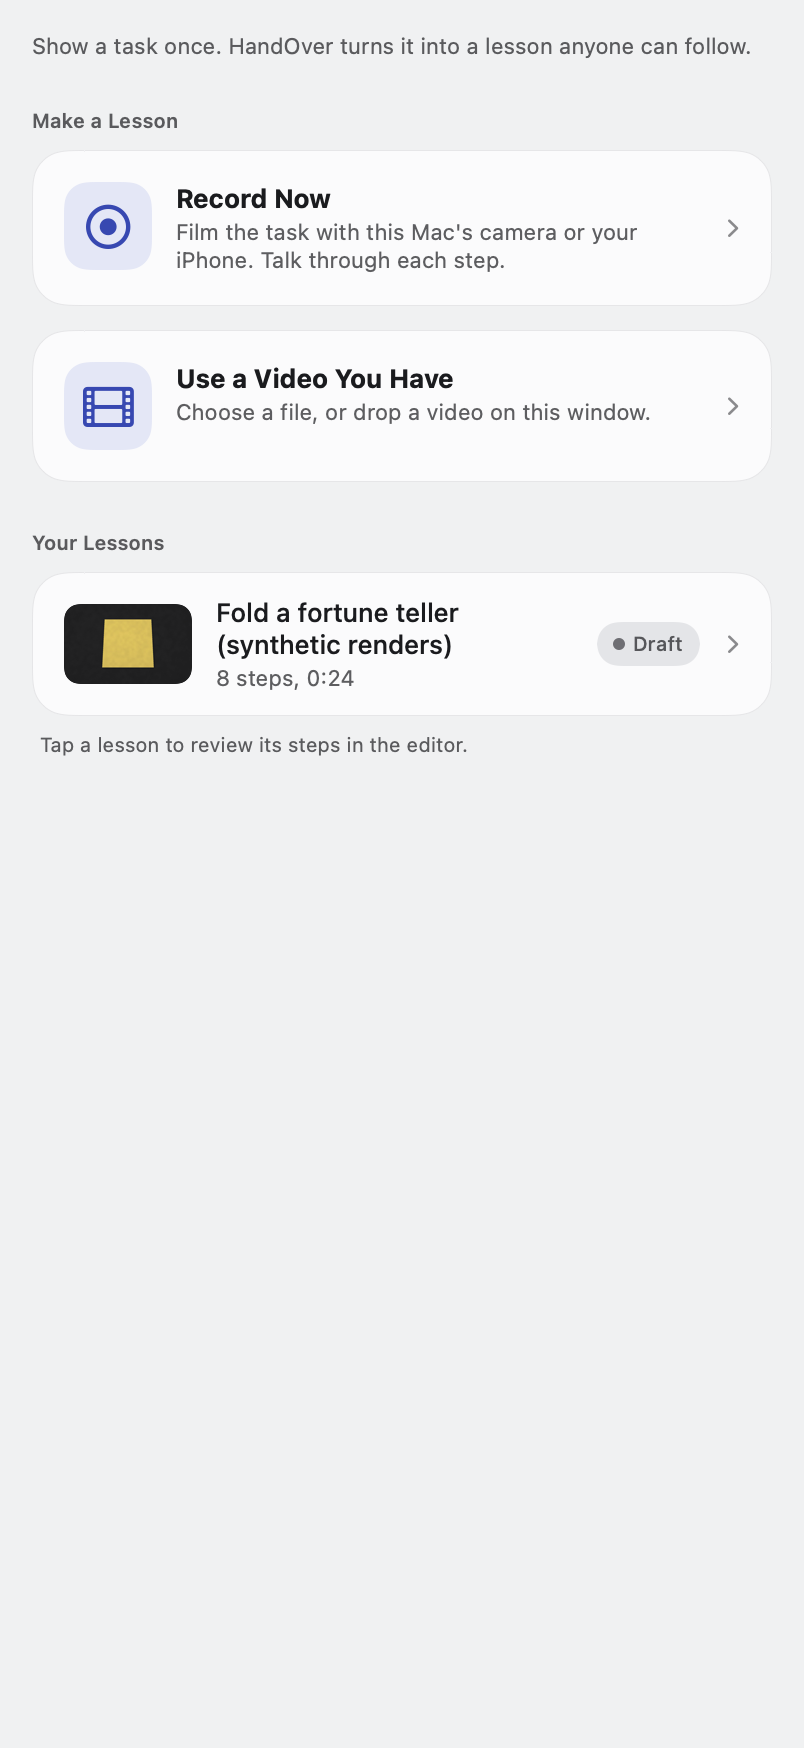 Show a task once. HandOver turns it into a lesson anyone can follow.
Make a Lesson
Record Now
Film the task with this Mac's camera or your
iPhone. Talk through each step.
Use a Video You Have
Choose a file, or drop a video on this window.
Your Lessons
Fold a fortune teller
(synthetic renders)
8 steps, 0:24
Draft
Tap a lesson to review its steps in the editor.